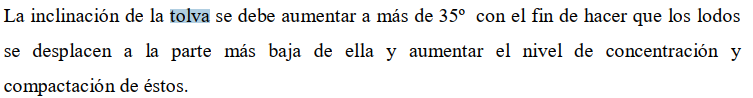 La inclinación de la tolva se debe aumentar a más de 35º con el fin de hacer que los lodos
se desplacen a la parte más baja de ella y aumentar el nivel de concentración y
compactación de éstos.